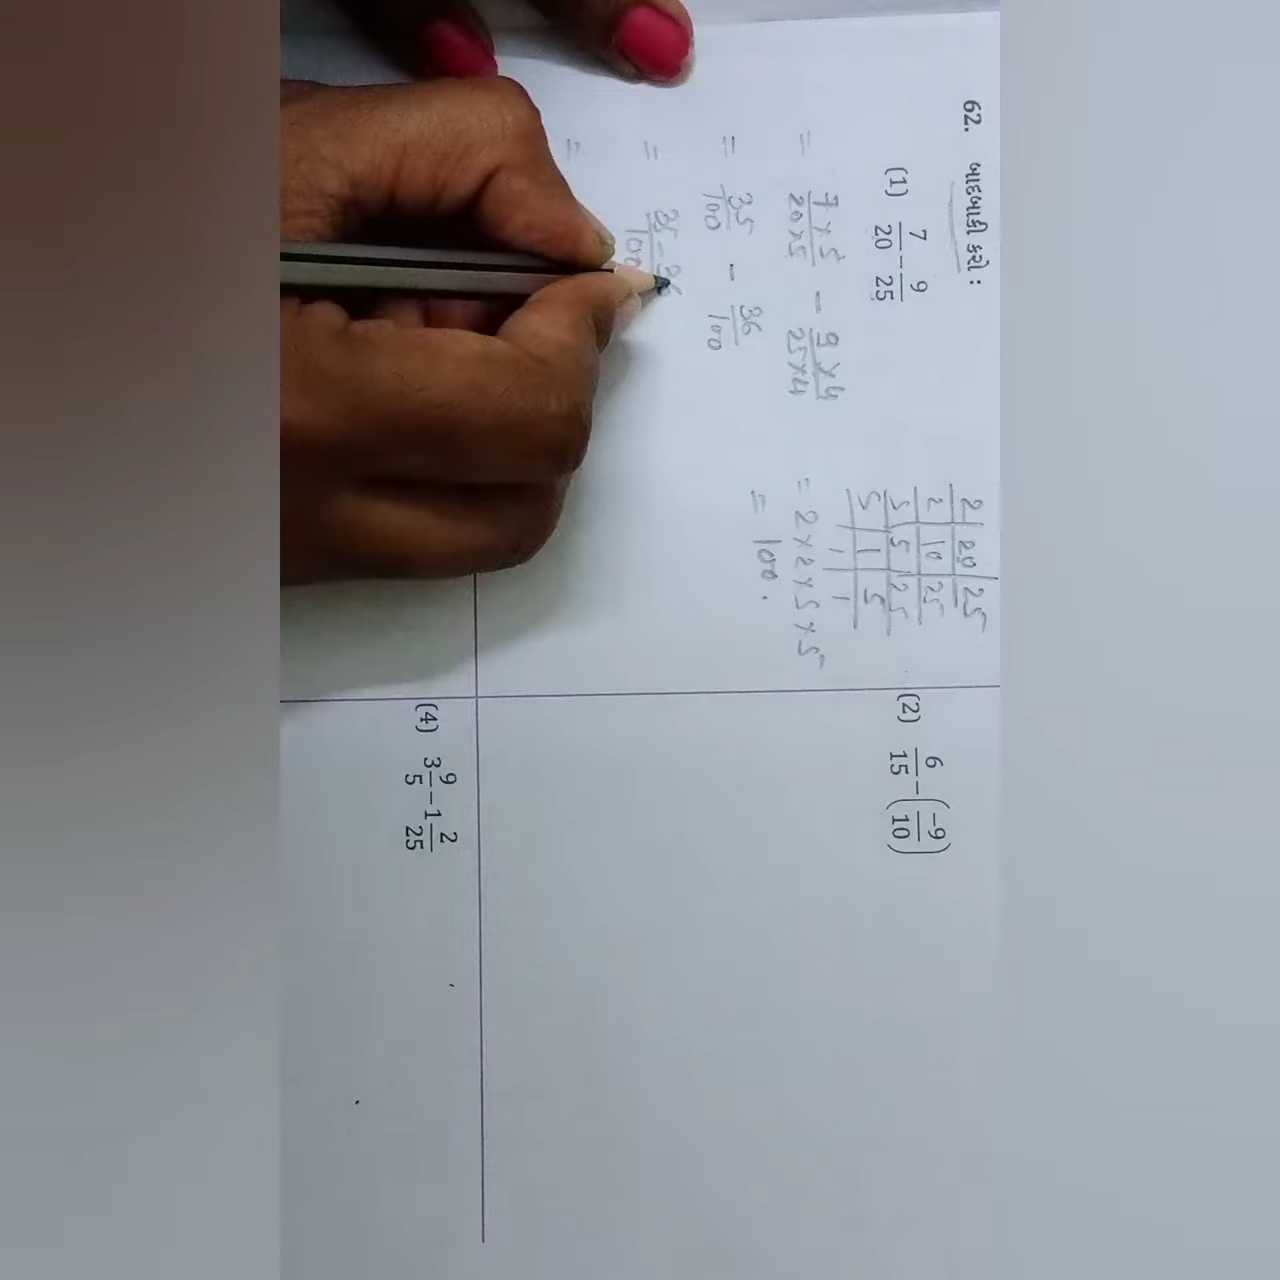 62. બાદબાકી કરો :
(1) 7/20 − 9/25
= 7×5/20×5 − 9×4/25×4
= 35/100 − 36/100
= 35 − 36/100
=
2 | 20 | 25
2 | 10 | 25
5 | 5 | 25
5 | 1 | 5
1 | 1
= 2×2×5×5
= 100.
(2) 6/15 − (−9/10)
(4) 3 9/5 − 1 2/25